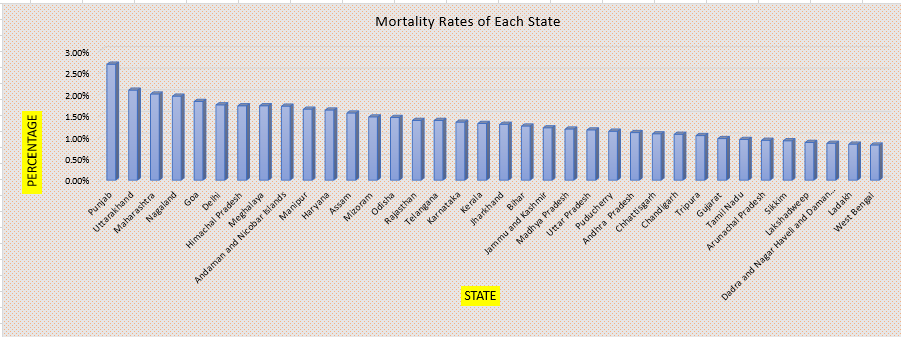 Mortality Rates of Each State
3.00%
2.50%
2.00%
1.50%
1.00%
0.50%
0.00%
PERCENTAGE
Punjab
Uttarakhand
Maharashtra
Nagaland
Goa
Delhi
Himachal Pradesh
Meghalaya
Andaman and Nicobar Islands
Manipur
Haryana
Assam
Mizoram
Odisha
Rajasthan
Telangana
Karnataka
Kerala
Jharkhand
Bihar
Jammu and Kashmir
Madhya Pradesh
Uttar Pradesh
Puducherry
Andhra Pradesh
Chhattisgarh
Chandigarh
Tripura
Gujarat
Tamil Nadu
Arunachal Pradesh
Sikkim
Lakshadweep
Dadra and Nagar Haveli and Daman...
Ladakh
West Bengal
STATE